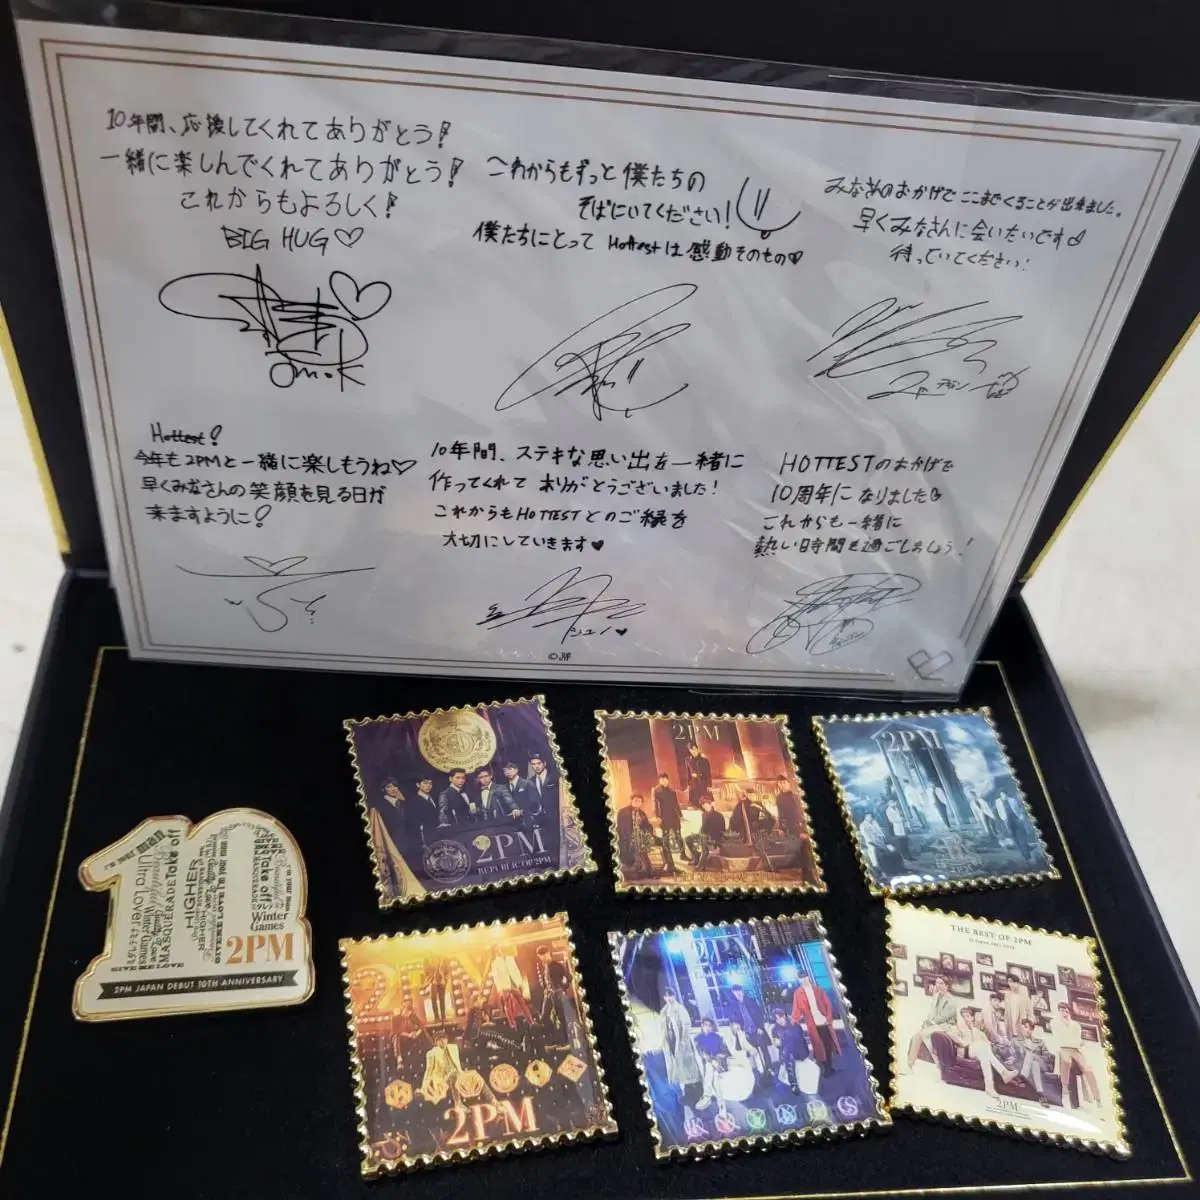 10年間、応援してくれてありがとう!
一緒に楽しんでくれてありがとう!
これからもよろしく!
BIG HUG♡
これからもずっと僕たちの
そばにいてください!
僕たちにとって Hottestは感動そのもの♡
みなさんのおかげでここまでくることが出来ました。
早くみなさんに会いたいです
待っていてください!
Hottest!
今年も2PMと一緒に楽しもうね♡
早くみなさんの笑顔を見る日が
来ますように!
10年間、ステキな思い出を一緒に
作ってくれて ありがとうございました!
これからもHOTTESTとのご縁を
大切にしていきます♥
HOTTESTのおかげで
10周年になりました
これからも一緒に
熱い時間を過ごしましょう!
©JYP
2PM
REPUBLIC OF 2PM
2PM
2PM
Take off
Ultra Lover
MASQUERADE
HIGHER
Take off
Winter
Games
GIVE ME LOVE
2PM
2PM JAPAN DEBUT 10TH ANNIVERSARY
2PM
2PM
2PM
THE BEST OF 2PM
2PM